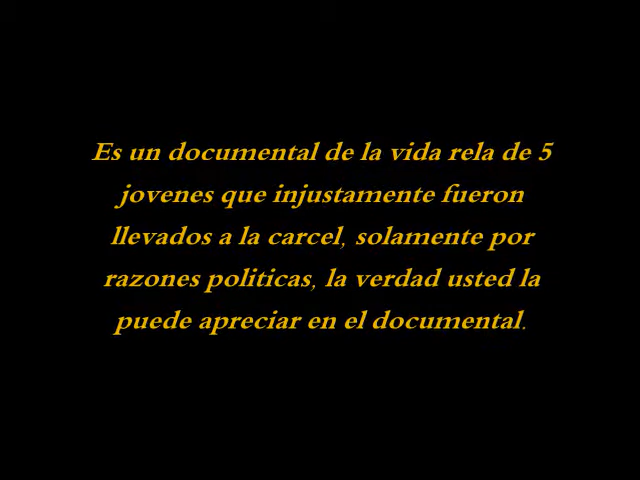 Es un documental de la vida rela de 5
jovenes que injustamente fueron
llevados a la carcel, solamente por
razones politicas, la verdad usted la
puede apreciar en el documental.